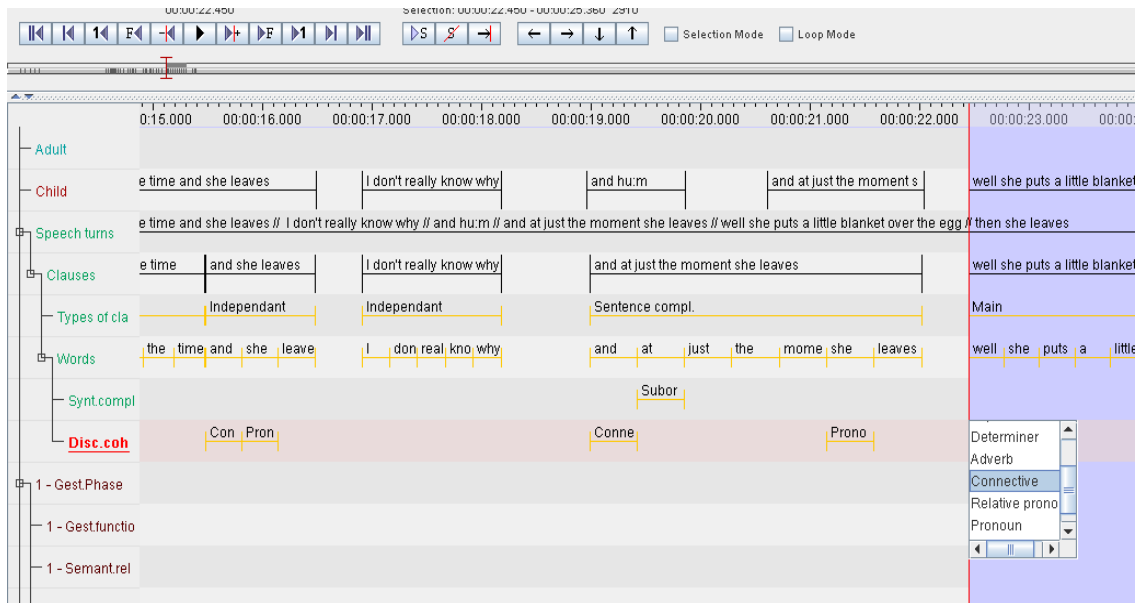 00:00:22.450 Selection: 00:00:22.450 - 00:00:25.360 2910
1 F F 1 S S Selection Mode Loop Mode
0:15.000 00:00:16.000 00:00:17.000 00:00:18.000 00:00:19.000 00:00:20.000 00:00:21.000 00:00:22.000 00:00:23.000 00:00:
Adult
Child e time and she leaves I don't really know why and hu:m and at just the moment s well she puts a little blanket
Speech turns e time and she leaves // I don't really know why // and hu:m // and at just the moment she leaves // well she puts a little blanket over the egg // then she leaves
Clauses e time and she leaves I don't really know why and at just the moment she leaves well she puts a little blanket
Types of cla Independant Independant Sentence compl. Main
Words the time and she leave I don real kno why and at just the mome she leaves well she puts a little
Synt.compl Subor
Disc.coh Con Pron Conne Prono
Determiner
Adverb
Connective
Relative prono
Pronoun
1 - Gest.Phase
1 - Gest.functio
1 - Semant.rel